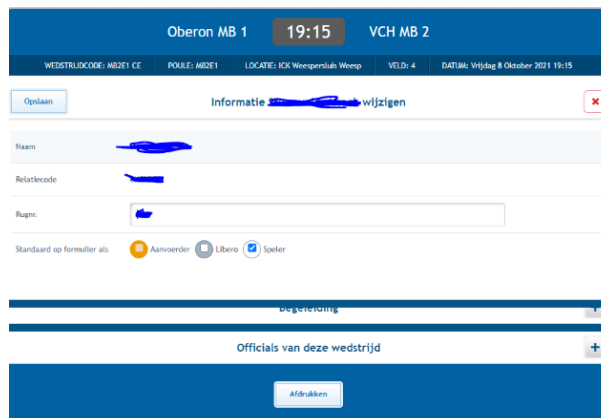 Oberon MB 1 19:15 VCH MB 2
WEDSTRIJDCODE: MB2E1 CE POULE: MB2E1 LOCATIE: ICK Weespersluis Weesp VELD: 4 DATUM: Vrijdag 8 Oktober 2021 19:15
Opslaan Informatie wijzigen
Naam
Relatiecode
Rugnr.
Standaard op formulier als Aanvoerder Libero Speler
Begeleiding
Officials van deze wedstrijd
Afdrukken